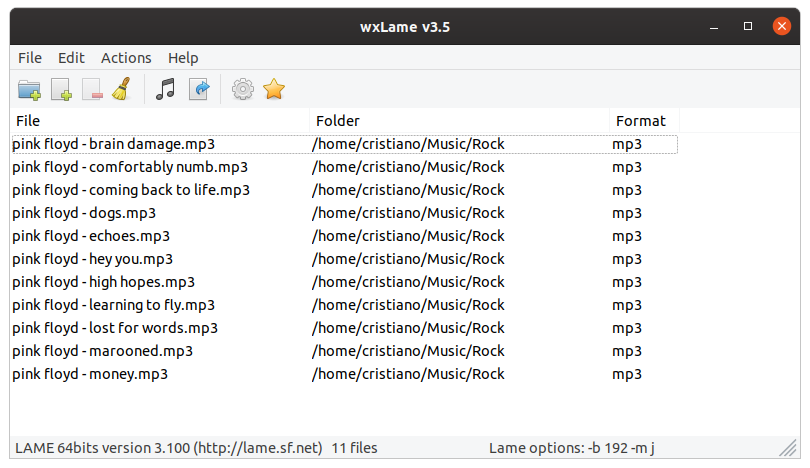 wxLame v3.5
File Edit Actions Help
File Folder Format
pink floyd - brain damage.mp3 /home/cristiano/Music/Rock mp3
pink floyd - comfortably numb.mp3 /home/cristiano/Music/Rock mp3
pink floyd - coming back to life.mp3 /home/cristiano/Music/Rock mp3
pink floyd - dogs.mp3 /home/cristiano/Music/Rock mp3
pink floyd - echoes.mp3 /home/cristiano/Music/Rock mp3
pink floyd - hey you.mp3 /home/cristiano/Music/Rock mp3
pink floyd - high hopes.mp3 /home/cristiano/Music/Rock mp3
pink floyd - learning to fly.mp3 /home/cristiano/Music/Rock mp3
pink floyd - lost for words.mp3 /home/cristiano/Music/Rock mp3
pink floyd - marooned.mp3 /home/cristiano/Music/Rock mp3
pink floyd - money.mp3 /home/cristiano/Music/Rock mp3
LAME 64bits version 3.100 (http://lame.sf.net) 11 files Lame options: -b 192 -m j